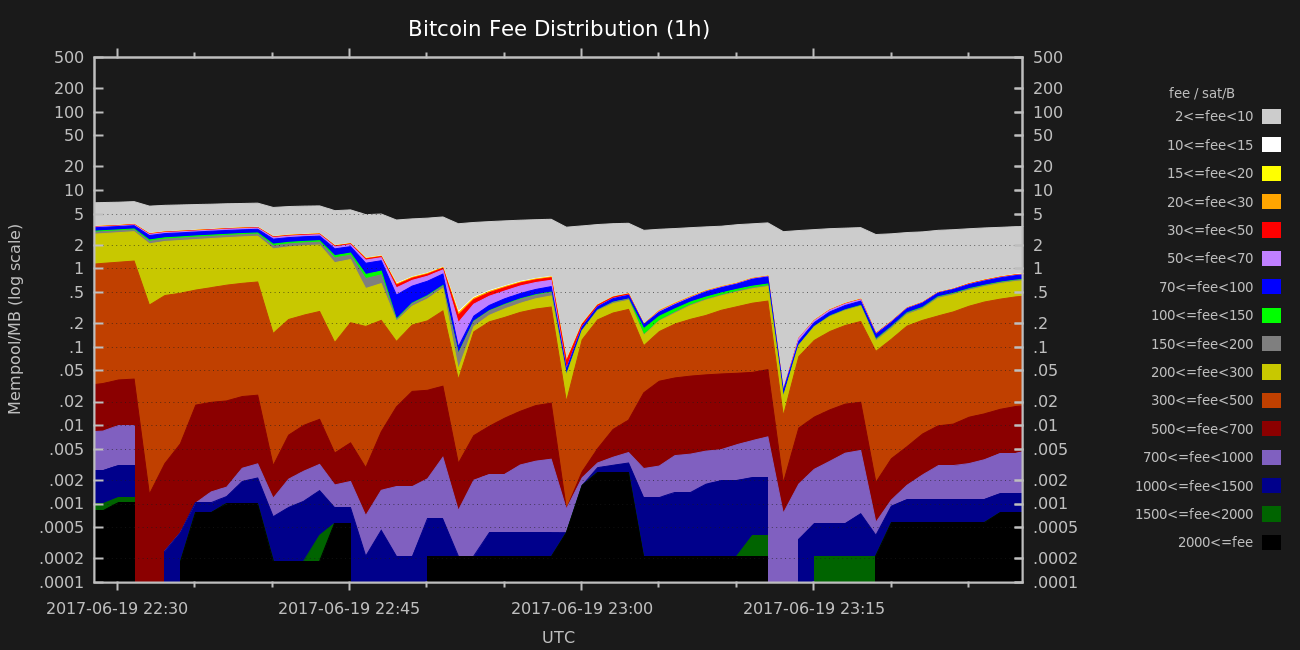 Bitcoin Fee Distribution (1h)
500
200
100
50
20
10
5
2
1
.5
.2
.1
.05
.02
.01
.005
.002
.001
.0005
.0002
.0001
Mempool/MB (log scale)
500
200
100
50
20
10
5
2
1
.5
.2
.1
.05
.02
.01
.005
.002
.001
.0005
.0002
.0001
2017-06-19 22:30
2017-06-19 22:45
2017-06-19 23:00
2017-06-19 23:15
UTC
fee / sat/B
2<=fee<10
10<=fee<15
15<=fee<20
20<=fee<30
30<=fee<50
50<=fee<70
70<=fee<100
100<=fee<150
150<=fee<200
200<=fee<300
300<=fee<500
500<=fee<700
700<=fee<1000
1000<=fee<1500
1500<=fee<2000
2000<=fee